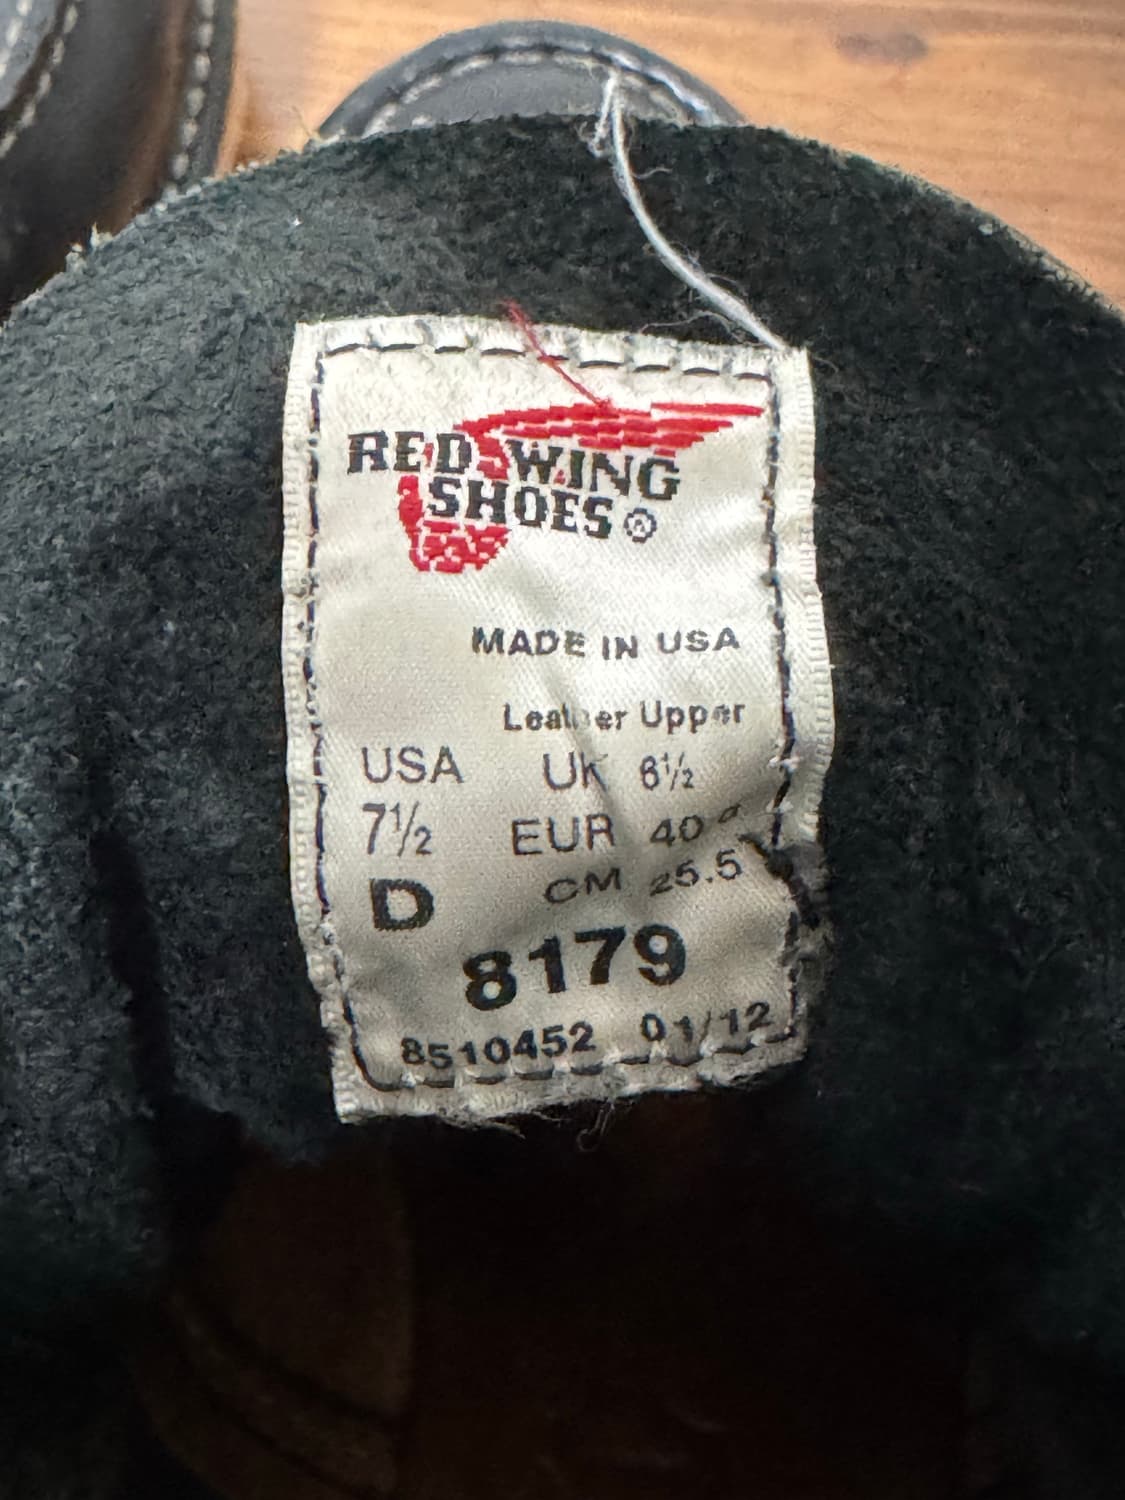 RED WING
SHOES ®
MADE IN USA
Leather Upper
USA UK 6½
7½ EUR 40
D CM 25.5
8179
8510452 01/12